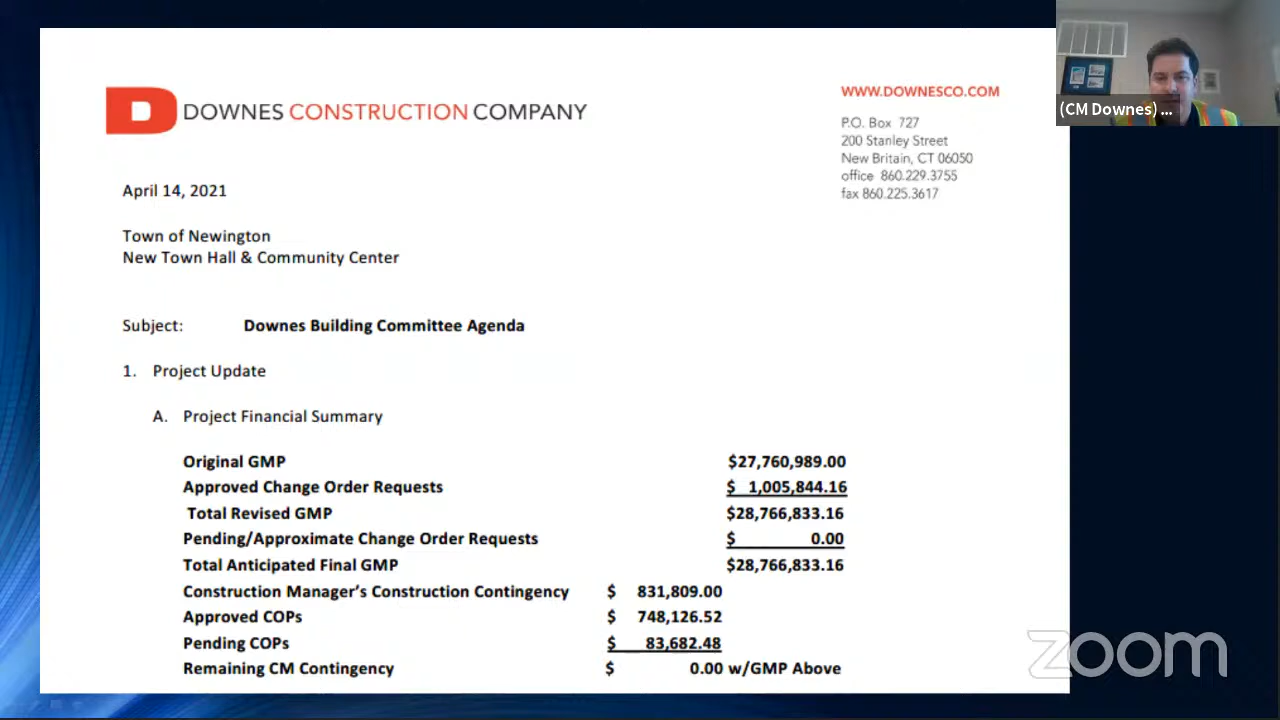 D DOWNES CONSTRUCTION COMPANY
WWW.DOWNESCO.COM
P.O. Box 727
200 Stanley Street
New Britain, CT 06050
office 860.229.3755
fax 860.225.3617
(CM Downes) ...
April 14, 2021
Town of Newington
New Town Hall & Community Center
Subject: Downes Building Committee Agenda
1. Project Update
A. Project Financial Summary
Original GMP $27,760,989.00
Approved Change Order Requests $ 1,005,844.16
Total Revised GMP $28,766,833.16
Pending/Approximate Change Order Requests $ 0.00
Total Anticipated Final GMP $28,766,833.16
Construction Manager's Construction Contingency $ 831,809.00
Approved COPs $ 748,126.52
Pending COPs $ 83,682.48
Remaining CM Contingency $ 0.00 w/GMP Above
zoom